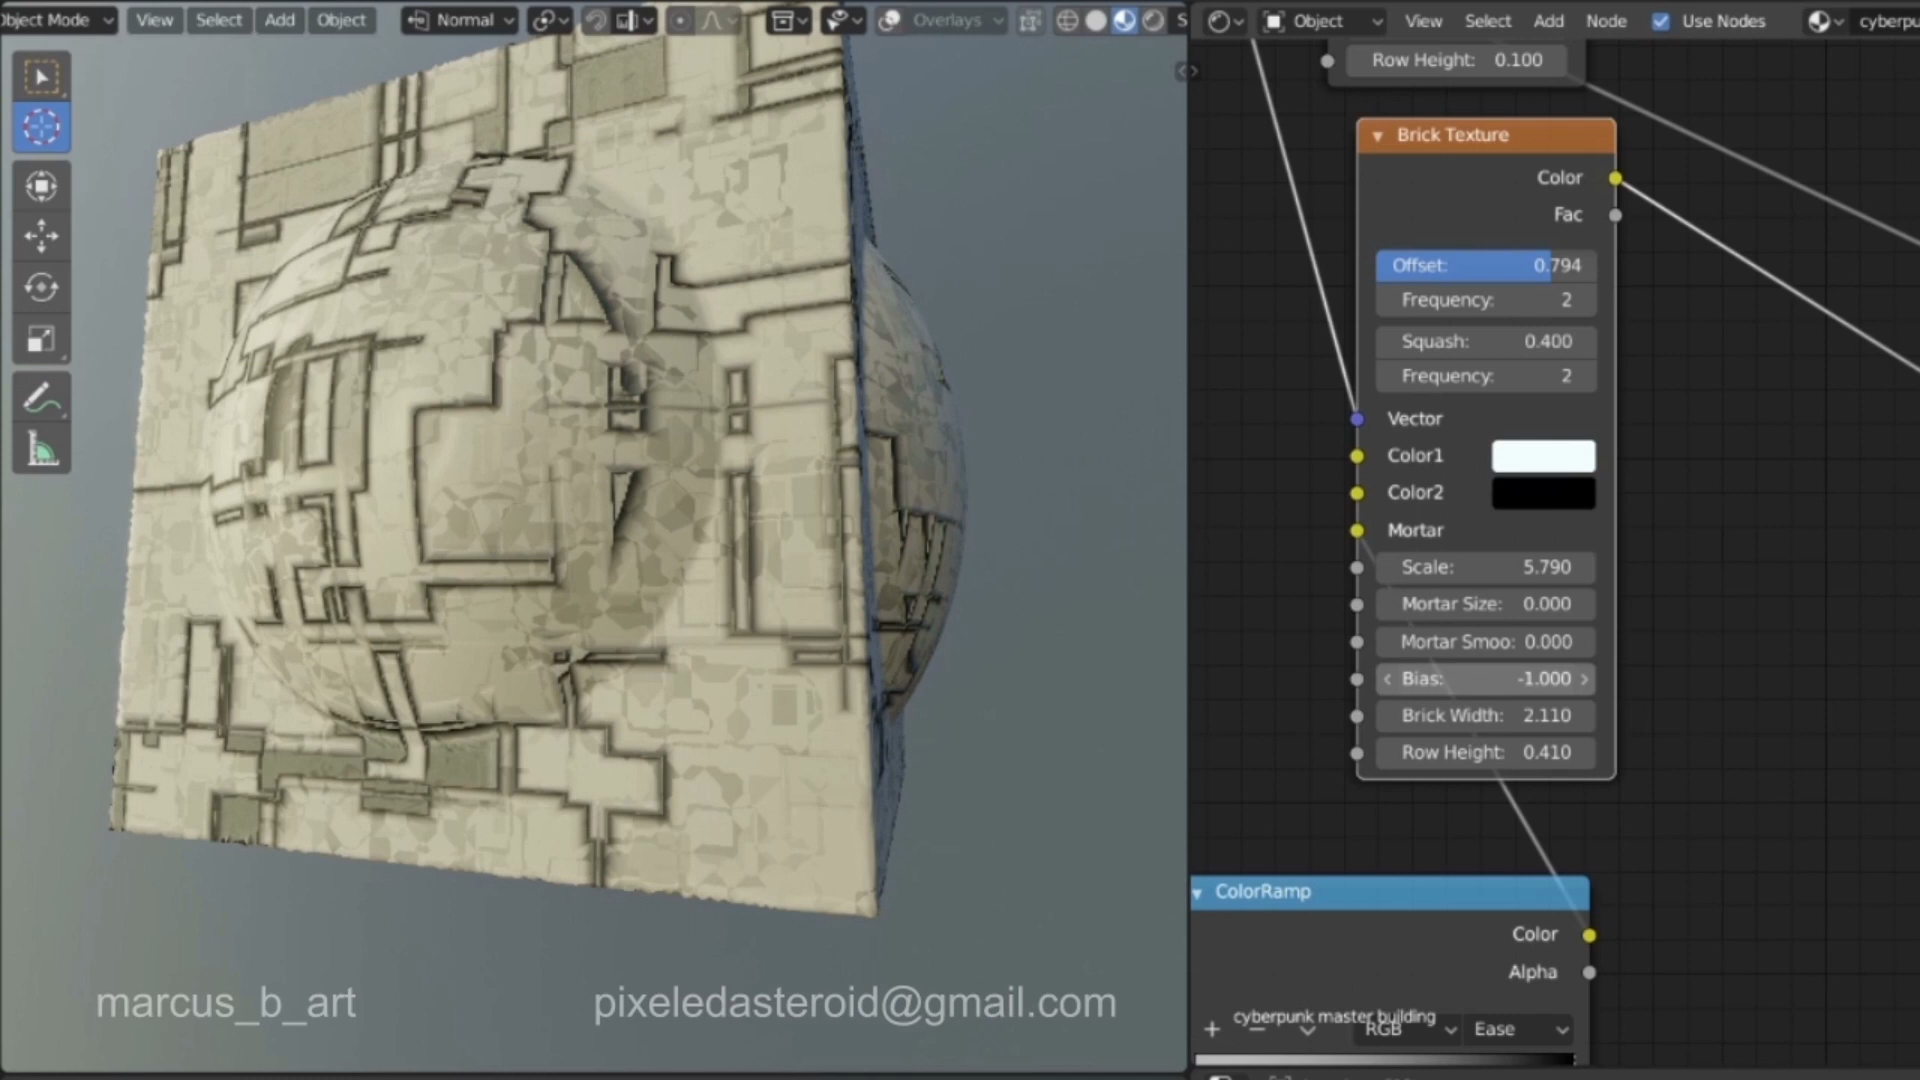 bject Mode View Select Add Object Normal Overlays S
Object View Select Add Node Use Nodes cyberpu
Row Height: 0.100
Brick Texture
Color
Fac
Offset: 0.794
Frequency: 2
Squash: 0.400
Frequency: 2
Vector
Color1
Color2
Mortar
Scale: 5.790
Mortar Size: 0.000
Mortar Smoo: 0.000
Bias: -1.000
Brick Width: 2.110
Row Height: 0.410
ColorRamp
Color
Alpha
cyberpunk master building
RGB Ease
marcus_b_art pixeledasteroid@gmail.com